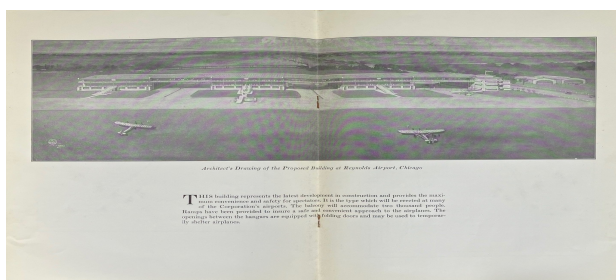 Architect's Drawing of the Proposed Building at Reynolds Airport, Chicago.
THIS building represents the latest development in construction and provides the maxi-
mum convenience and safety for spectators. It is the type which will be erected at many
of the Corporation's airports. The balcony will accommodate two thousand people.
Ramps have been provided to insure a safe and convenient approach to the airplanes. The
openings between the hangars are equipped with folding doors and may be used to tempora-
rily shelter airplanes.